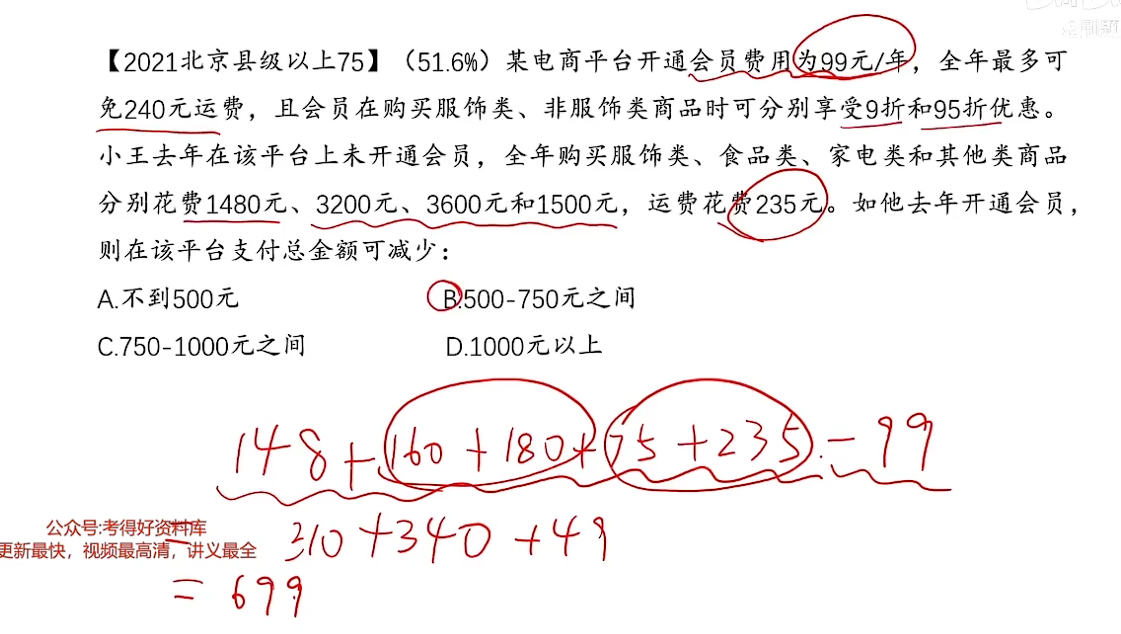 【2021北京县级以上75】（51.6%）某电商平台开通会员费用为99元/年，全年最多可
免240元运费，且会员在购买服饰类、非服饰类商品时可分别享受9折和95折优惠。
小王去年在该平台上未开通会员，全年购买服饰类、食品类、家电类和其他类商品
分别花费1480元、3200元、3600元和1500元，运费花费235元。如他去年开通会员，
则在该平台支付总金额可减少：
A.不到500元 B.500-750元之间
C.750-1000元之间 D.1000元以上
148+160+180+75+235-99
公众号:考得好资料库
= 310+340+49
更新最快，视频最高清，讲义最全
= 699